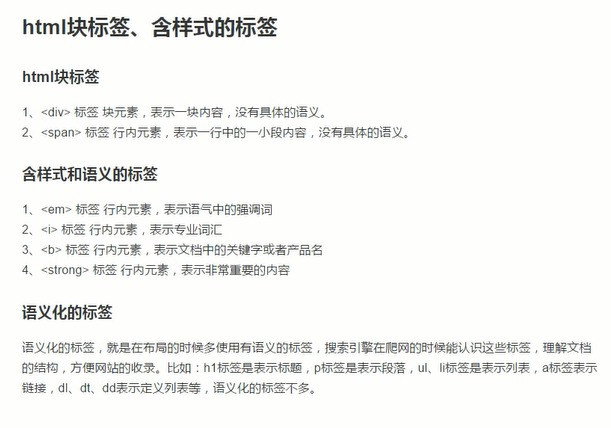 html块标签、含样式的标签
html块标签
1、<div> 标签 块元素，表示一块内容，没有具体的语义。
2、<span> 标签 行内元素，表示一行中的一小段内容，没有具体的语义。
含样式和语义的标签
1、<em> 标签 行内元素，表示语气中的强调词
2、<i> 标签 行内元素，表示专业词汇
3、<b> 标签 行内元素，表示文档中的关键字或者产品名
4、<strong> 标签 行内元素，表示非常重要的内容
语义化的标签
语义化的标签，就是在布局的时候多使用有语义的标签，搜索引擎在爬网的时候能认识这些标签，理解文档
的结构，方便网站的收录。比如：h1标签是表示标题，p标签是表示段落，ul、li标签是表示列表，a标签表示
链接，dl、dt、dd表示定义列表等，语义化的标签不多。